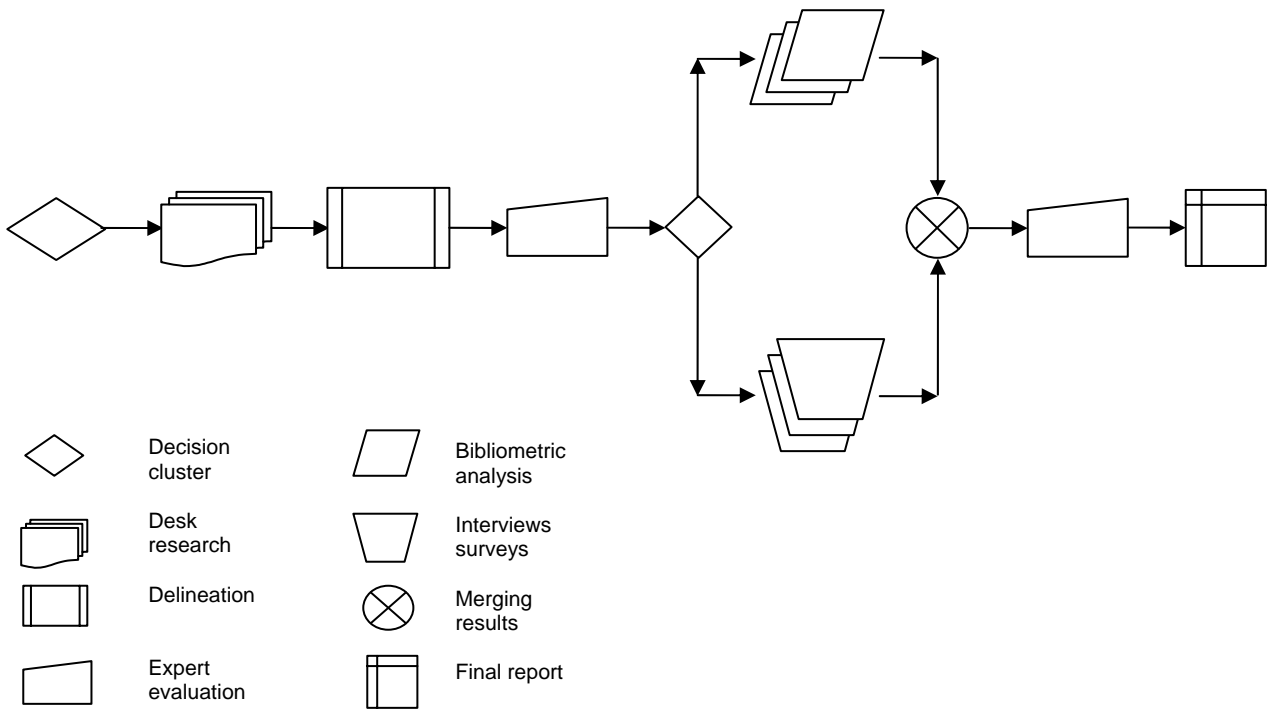 Decision
cluster
Desk
research
Delineation
Expert
evaluation
Bibliometric
analysis
Interviews
surveys
Merging
results
Final report